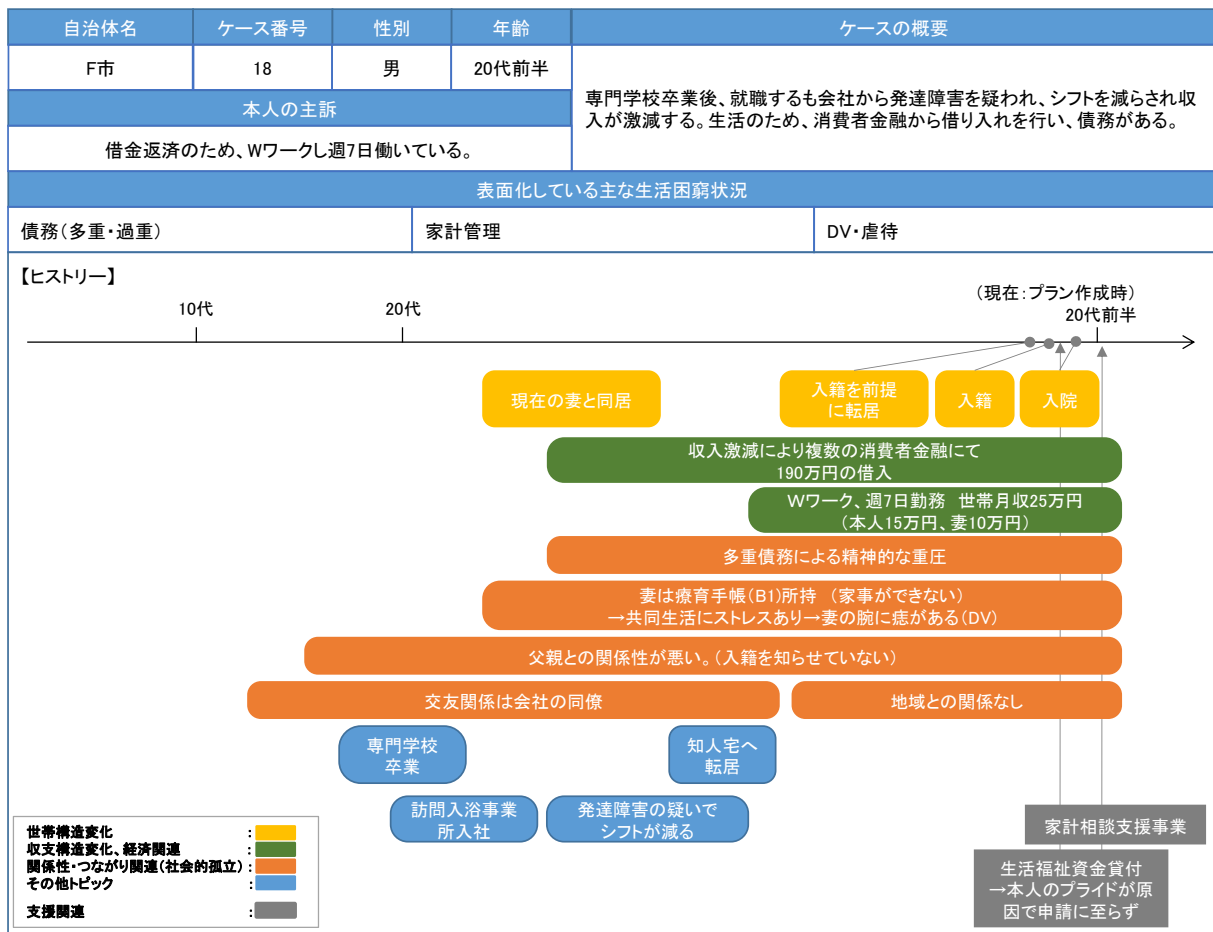 自治体名
ケース番号
性別
年齢
ケースの概要
F市
18
男
20代前半
専門学校卒業後、就職するも会社から発達障害を疑われ、シフトを減らされ収
入が激減する。生活のため、消費者金融から借り入れを行い、債務がある。
本人の主訴
借金返済のため、Wワークし週7日働いている。
表面化している主な生活困窮状況
債務(多重・過重)
家計管理
DV・虐待
【ヒストリー】
10代
20代
(現在:プラン作成時)
20代前半
現在の妻と同居
入籍を前提
に転居
入籍
入院
収入激減により複数の消費者金融にて
190万円の借入
Wワーク、週7日勤務 世帯月収25万円
(本人15万円、妻10万円)
多重債務による精神的な重圧
妻は療育手帳(B1)所持 (家事ができない)
→共同生活にストレスあり→妻の腕に痣がある(DV)
父親との関係性が悪い。(入籍を知らせていない)
交友関係は会社の同僚
地域との関係なし
専門学校
卒業
知人宅へ
転居
訪問入浴事業
所入社
発達障害の疑いで
シフトが減る
家計相談支援事業
生活福祉資金貸付
→本人のプライドが原
因で申請に至らず
世帯構造変化 :
収支構造変化、経済関連 :
関係性・つながり関連(社会的孤立) :
その他トピック :
支援関連 :